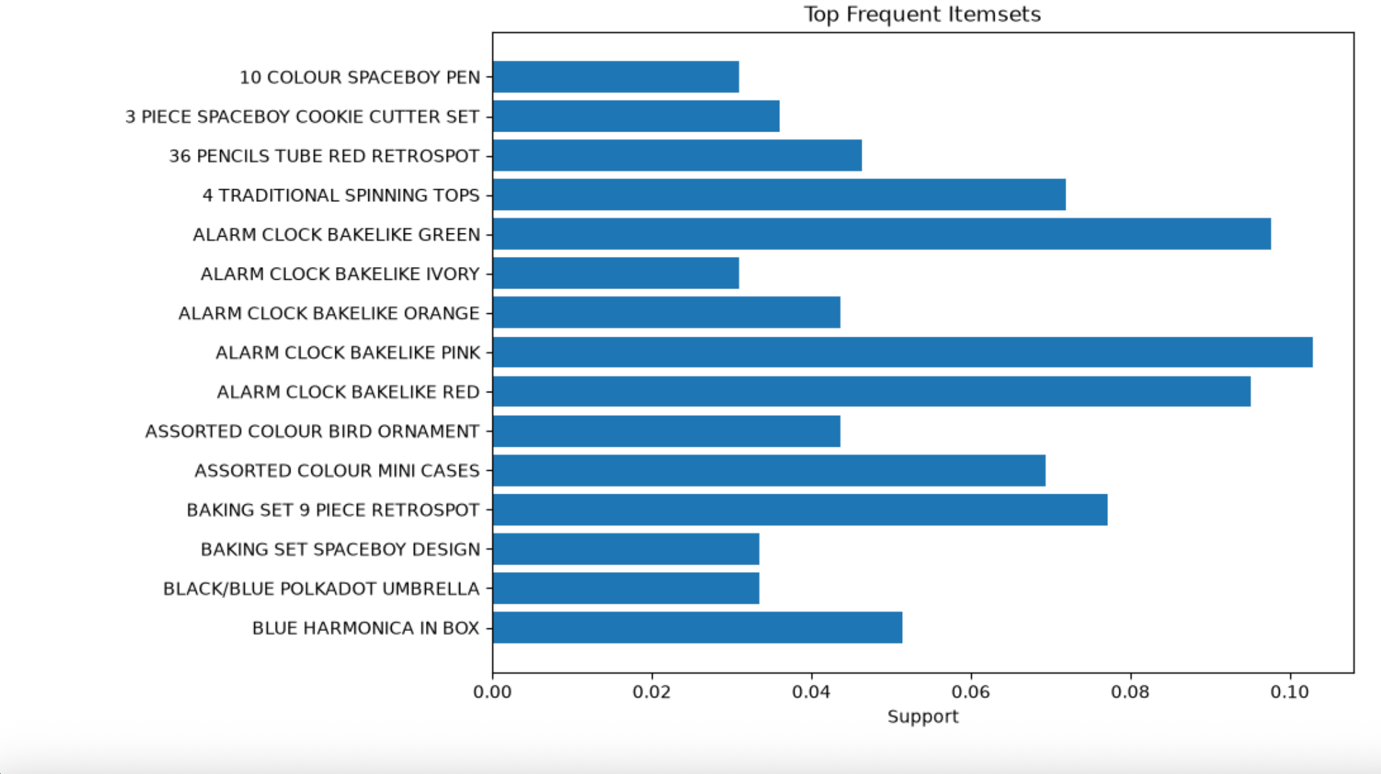 Top Frequent Itemsets
10 COLOUR SPACEBOY PEN
3 PIECE SPACEBOY COOKIE CUTTER SET
36 PENCILS TUBE RED RETROSPOT
4 TRADITIONAL SPINNING TOPS
ALARM CLOCK BAKELIKE GREEN
ALARM CLOCK BAKELIKE IVORY
ALARM CLOCK BAKELIKE ORANGE
ALARM CLOCK BAKELIKE PINK
ALARM CLOCK BAKELIKE RED
ASSORTED COLOUR BIRD ORNAMENT
ASSORTED COLOUR MINI CASES
BAKING SET 9 PIECE RETROSPOT
BAKING SET SPACEBOY DESIGN
BLACK/BLUE POLKADOT UMBRELLA
BLUE HARMONICA IN BOX
0.00 0.02 0.04 0.06 0.08 0.10
Support